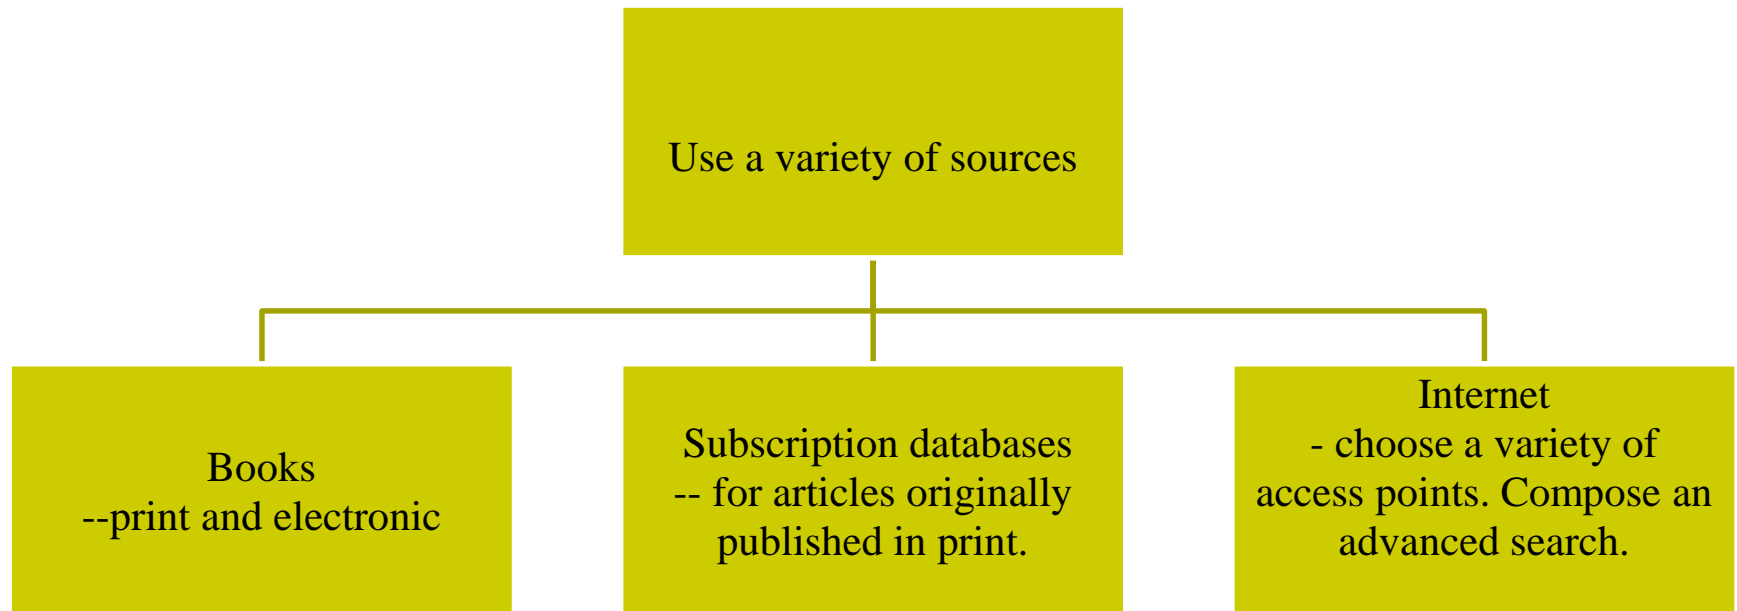 Use a variety of sources
Books
--print and electronic
Subscription databases
-- for articles originally
published in print.
Internet
- choose a variety of
access points. Compose an
advanced search.